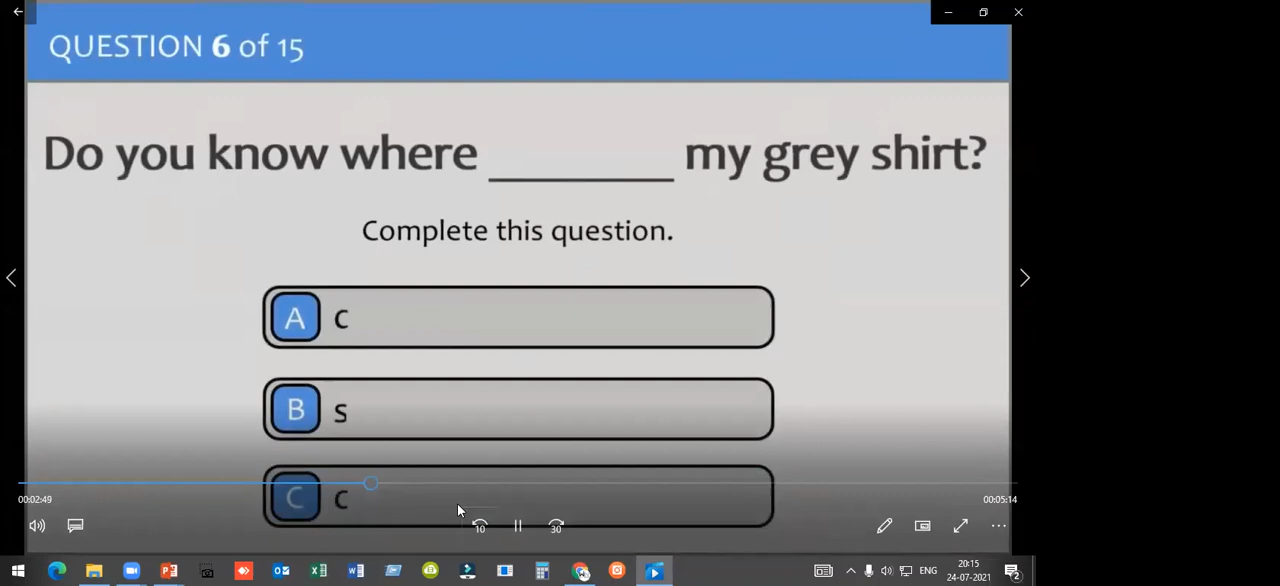 QUESTION 6 of 15
Do you know where ________ my grey shirt?
Complete this question.
A c
B s
C c
00:02:49
00:05:14
10
30
ENG
20:15
24-07-2021
2